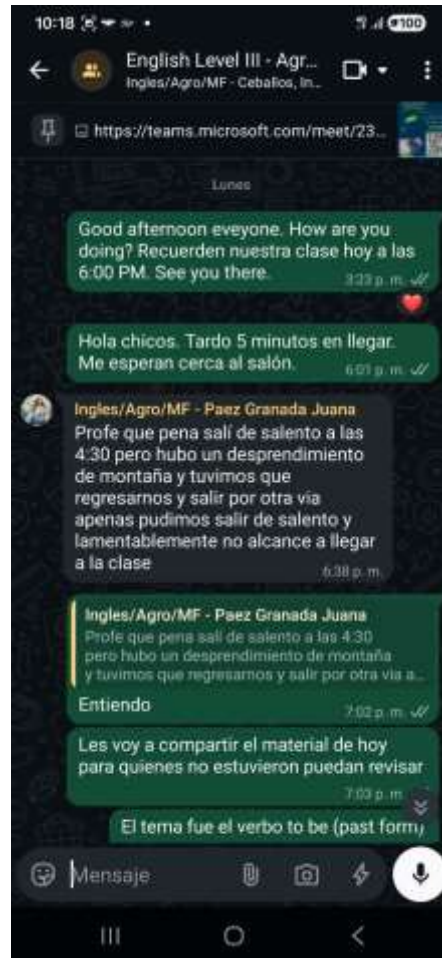 10:18
100
English Level III - Agr...
Ingles/Agro/MF - Ceballos, In...
https://teams.microsoft.com/meet/23...
Lunes
Good afternoon eveyone. How are you
doing? Recuerden nuestra clase hoy a las
6:00 PM. See you there.
3:23 p. m.
Hola chicos. Tardo 5 minutos en llegar.
Me esperan cerca al salón.
6:01 p. m.
Ingles/Agro/MF - Paez Granada Juana
Profe que pena salí de salento a las
4:30 pero hubo un desprendimiento
de montaña y tuvimos que
regresarnos y salir por otra via
apenas pudimos salir de salento y
lamentablemente no alcance a llegar
a la clase
6:38 p. m.
Ingles/Agro/MF - Paez Granada Juana
Profe que pena salí de salento a las 4:30
pero hubo un desprendimiento de montaña
y tuvimos que regresarnos y salir por otra via a...
Entiendo
7:02 p. m.
Les voy a compartir el material de hoy
para quienes no estuvieron puedan revisar
7:03 p. m.
El tema fue el verbo to be (past form)
Mensaje